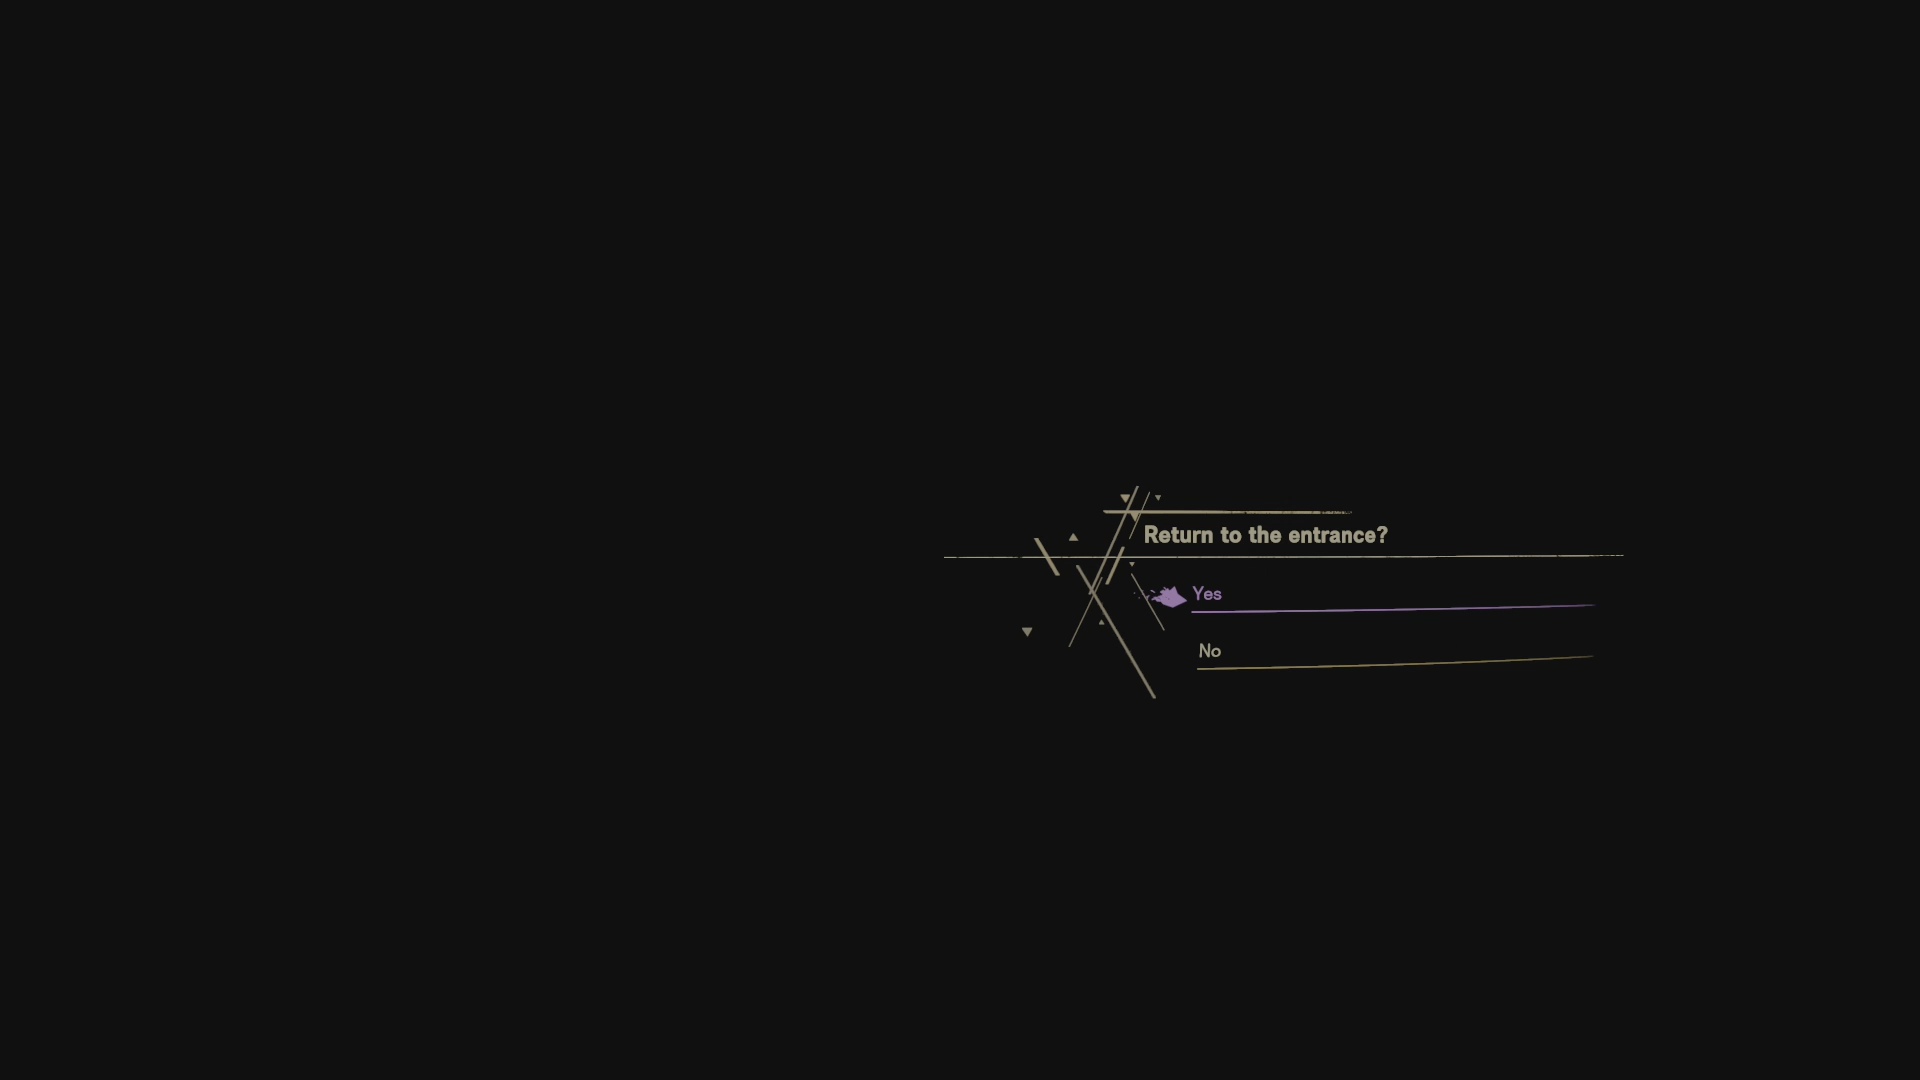 Return to the entrance?
Yes
No